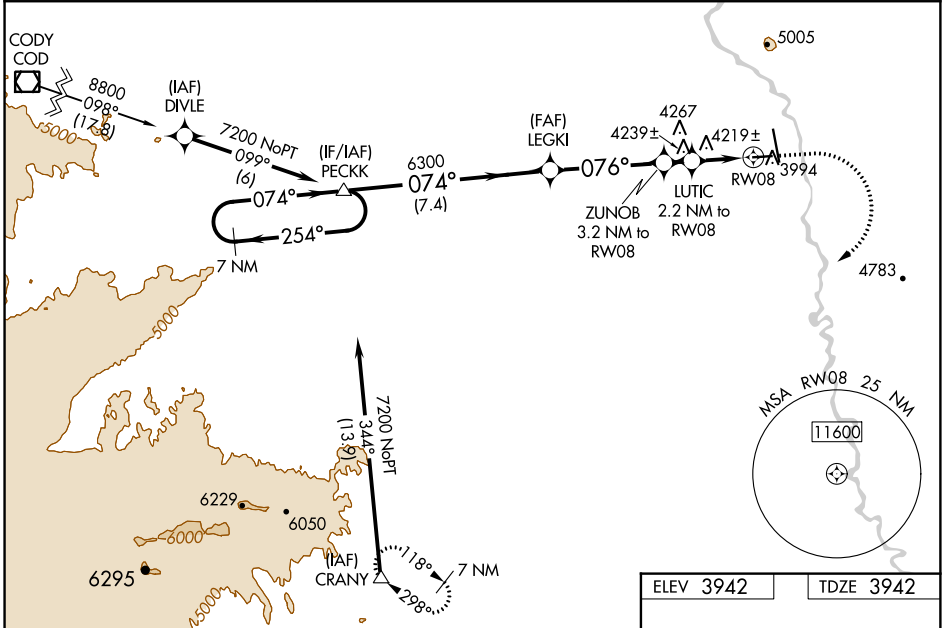 CODY
COD
8800
098°
(17.8)
5000
(IAF)
DIVLE
7200 NoPT
099°
(6)
(IF/IAF)
PECKK
074°
254°
7 NM
6300
074°
(7.4)
(FAF)
LEGKI
076°
4239±
4267
4219±
5005
ZUNOB
3.2 NM to
RW08
LUTIC
2.2 NM to
RW08
RW08
3994
4783
5000
7200 NoPT
344°
(13.9)
MSA RW08 25 NM
11600
6229
6050
6000
6295
5000
(IAF)
CRANY
118°
298°
7 NM
ELEV 3942
TDZE 3942